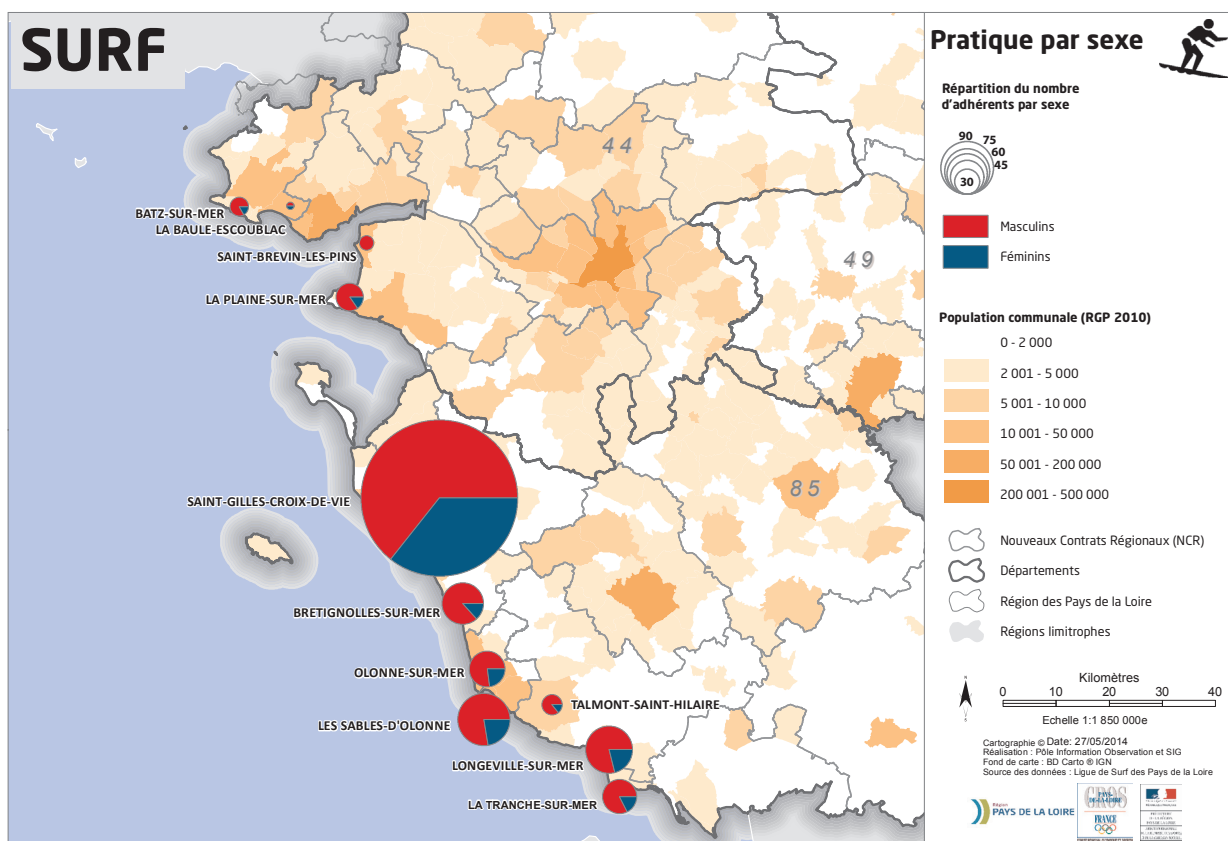 SURF
44
49
85
BATZ-SUR-MER
LA BAULE-ESCOUBLAC
SAINT-BREVIN-LES-PINS
LA PLAINE-SUR-MER
SAINT-GILLES-CROIX-DE-VIE
BRETIGNOLLES-SUR-MER
OLONNE-SUR-MER
TALMONT-SAINT-HILAIRE
LES SABLES-D'OLONNE
LONGEVILLE-SUR-MER
LA TRANCHE-SUR-MER
Pratique par sexe
Répartition du nombre
d'adhérents par sexe
90
75
60
45
30
Masculins
Féminins
Population communale (RGP 2010)
0 - 2 000
2 001 - 5 000
5 001 - 10 000
10 001 - 50 000
50 001 - 200 000
200 001 - 500 000
Nouveaux Contrats Régionaux (NCR)
Départements
Région des Pays de la Loire
Régions limitrophes
Kilomètres
0 10 20 30 40
Echelle 1:1 850 000e
Cartographie © Date: 27/05/2014
Réalisation : Pôle Information Observation et SIG
Fond de carte : BD Carto ® IGN
Source des données : Ligue de Surf des Pays de la Loire
Région
PAYS DE LA LOIRE
PAYS-
DE-LA-LOIRE
CROS
FRANCE